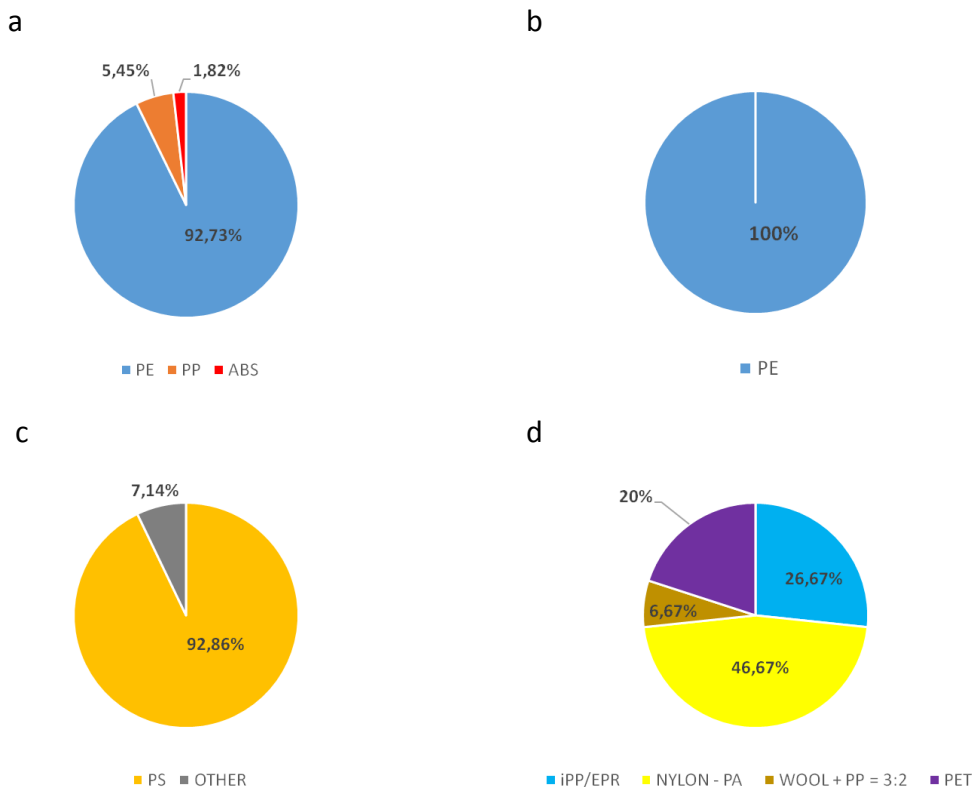 a
b
5,45%
1,82%
92,73%
100%
PE PP ABS
PE
c
d
7,14%
92,86%
20%
26,67%
6,67%
46,67%
PS OTHER
iPP/EPR NYLON - PA WOOL + PP = 3:2 PET